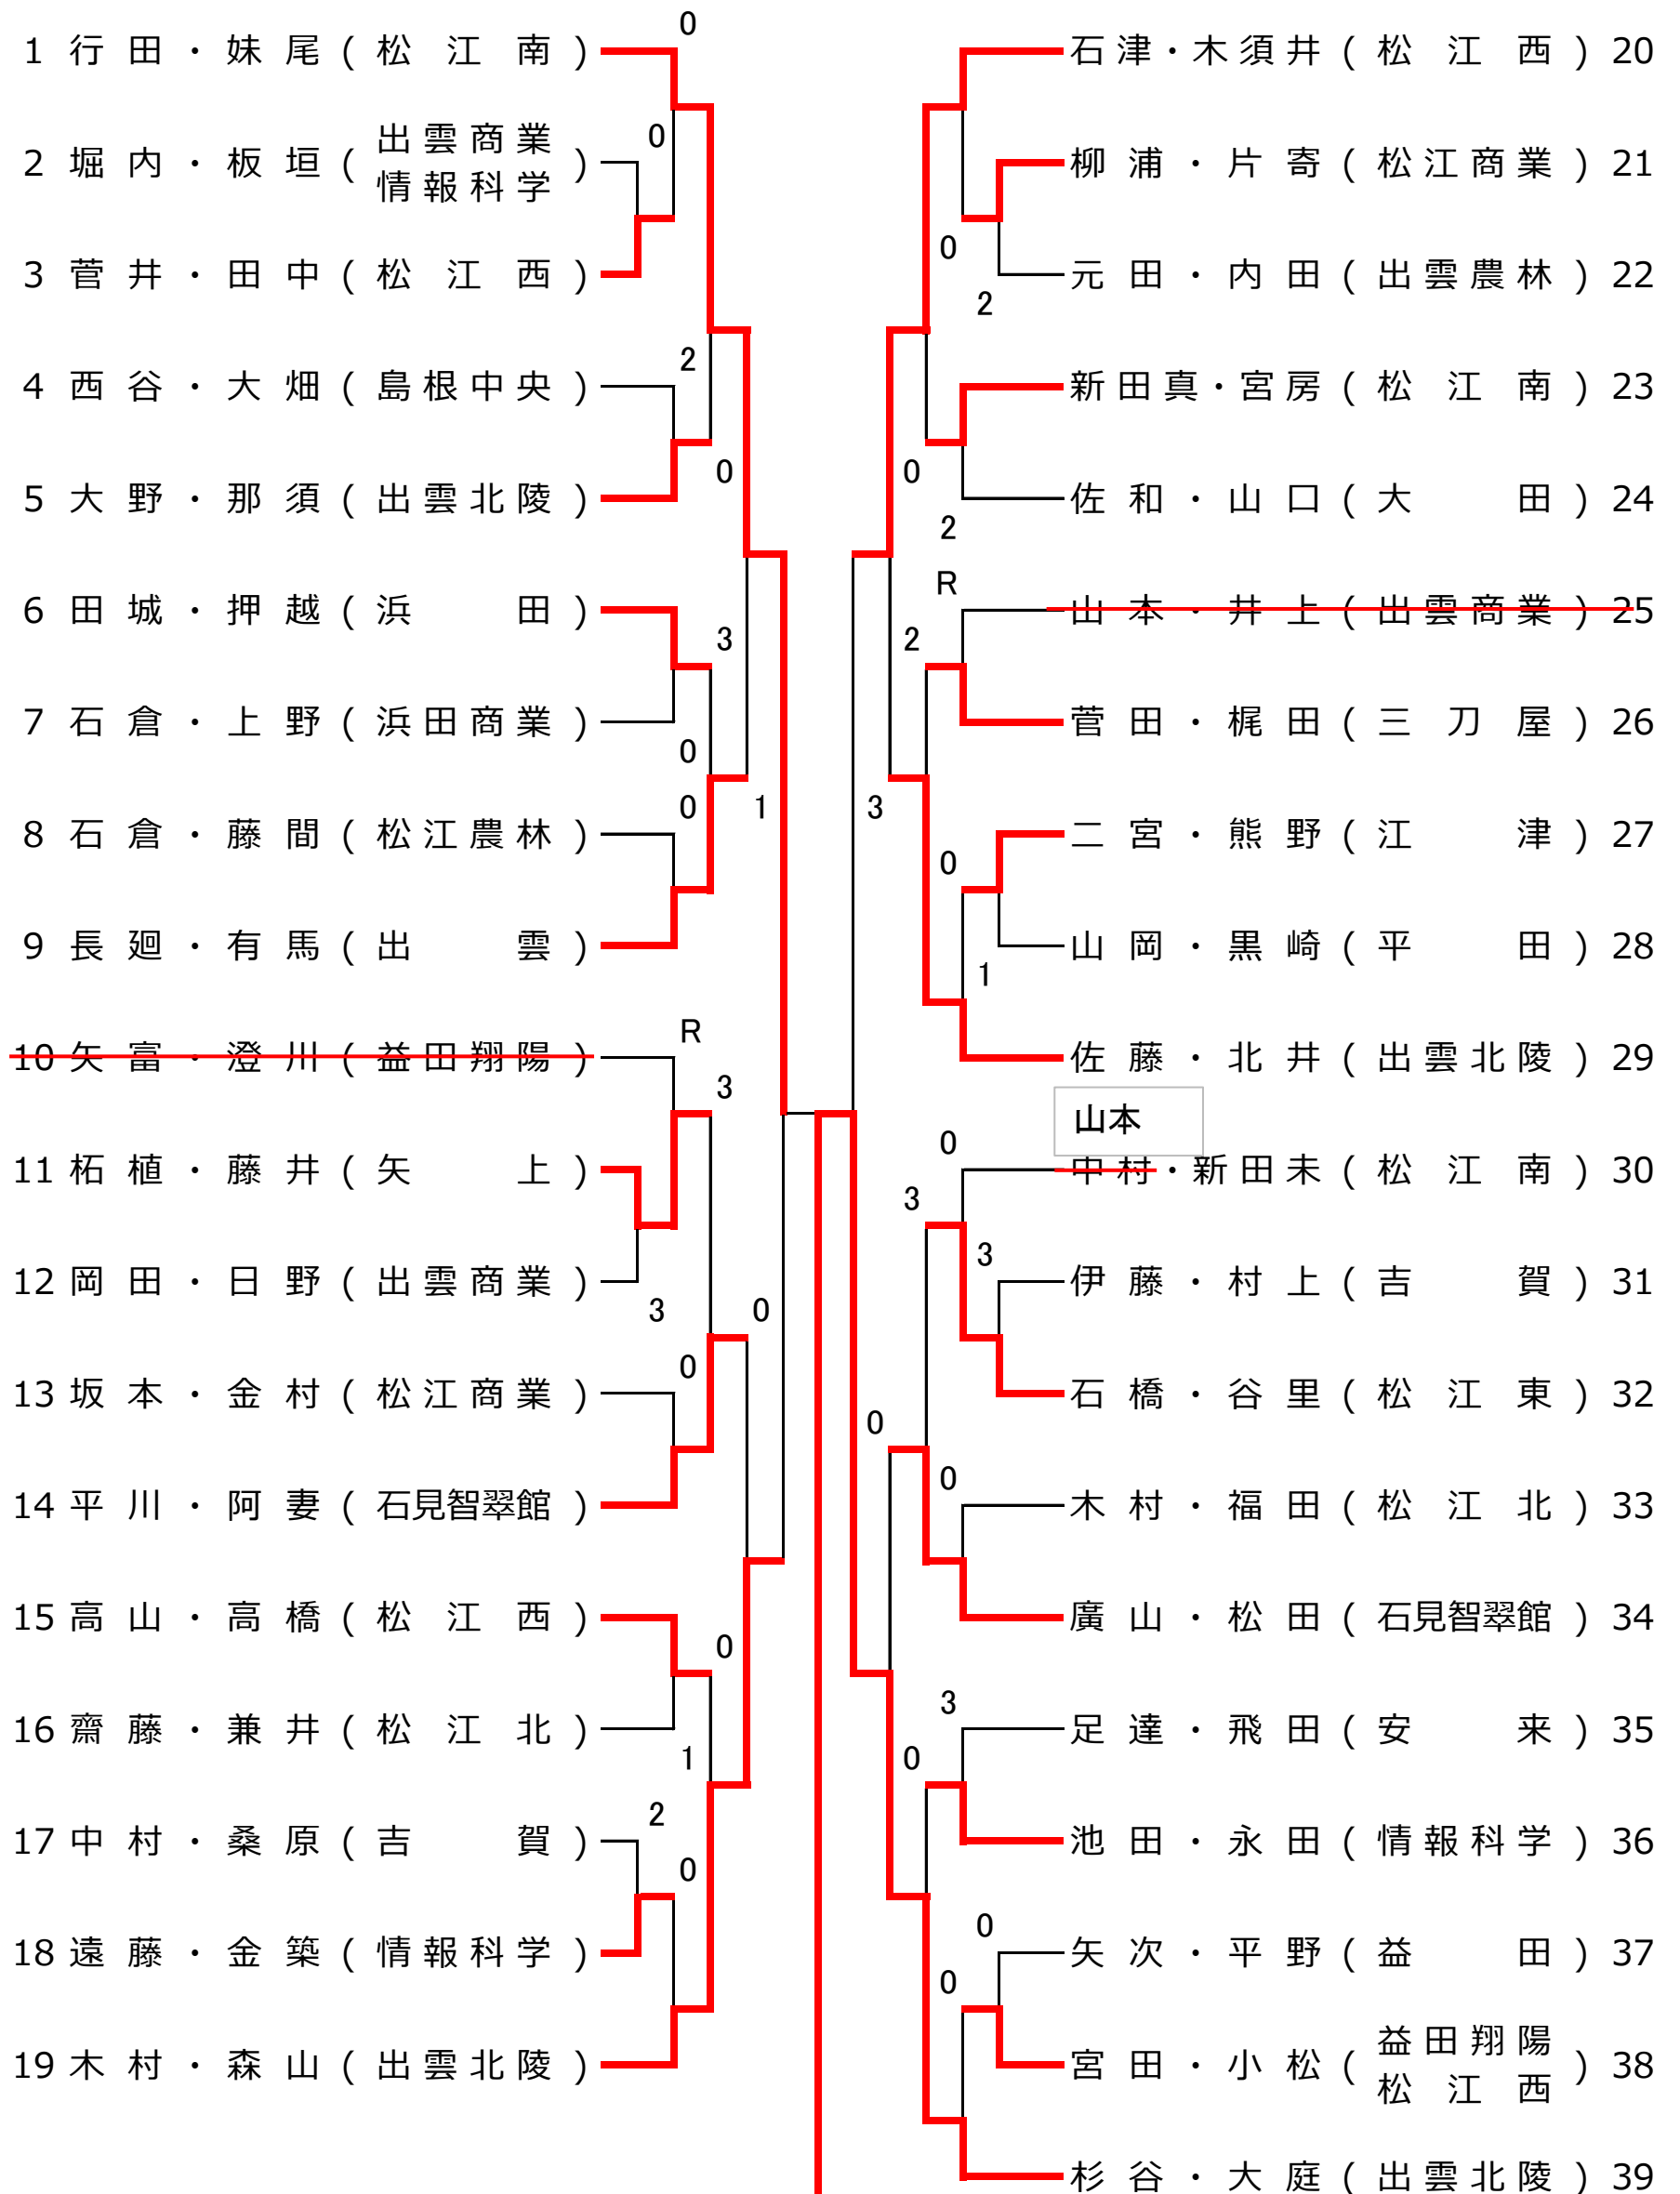 0
1 行田・妹尾(松江南)
0
2 堀内・板垣(出雲商業
情報科学)
3 菅井・田中(松江西)
2
4 西谷・大畑(島根中央)
0
5 大野・那須(出雲北陵)
6 田城・押越(浜田)
3
7 石倉・上野(浜田商業)
0
0
1
8 石倉・藤間(松江農林)
9 長廻・有馬(出雲)
R
10 矢富・澄川(益田翔陽)
3
11 柘植・藤井(矢上)
12 岡田・日野(出雲商業)
3
0
0
13 坂本・金村(松江商業)
14 平川・阿妻(石見智翠館)
15 高山・高橋(松江西)
0
16 齋藤・兼井(松江北)
1
2
17 中村・桑原(吉賀)
0
18 遠藤・金築(情報科学)
19 木村・森山(出雲北陵)
石津・木須井(松江西)20
柳浦・片寄(松江商業)21
0
元田・内田(出雲農林)22
2
新田真・宮房(松江南)23
0
佐和・山口(大田)24
2
R
山本・井上(出雲商業)25
2
菅田・梶田(三刀屋)26
3
二宮・熊野(江津)27
0
山岡・黒崎(平田)28
1
佐藤・北井(出雲北陵)29
山本
0
中村・新田未(松江南)30
3
3
伊藤・村上(吉賀)31
石橋・谷里(松江東)32
0
0
木村・福田(松江北)33
廣山・松田(石見智翠館)34
3
足達・飛田(安来)35
0
池田・永田(情報科学)36
0
矢次・平野(益田)37
0
宮田・小松(益田翔陽
松江西)38
杉谷・大庭(出雲北陵)39